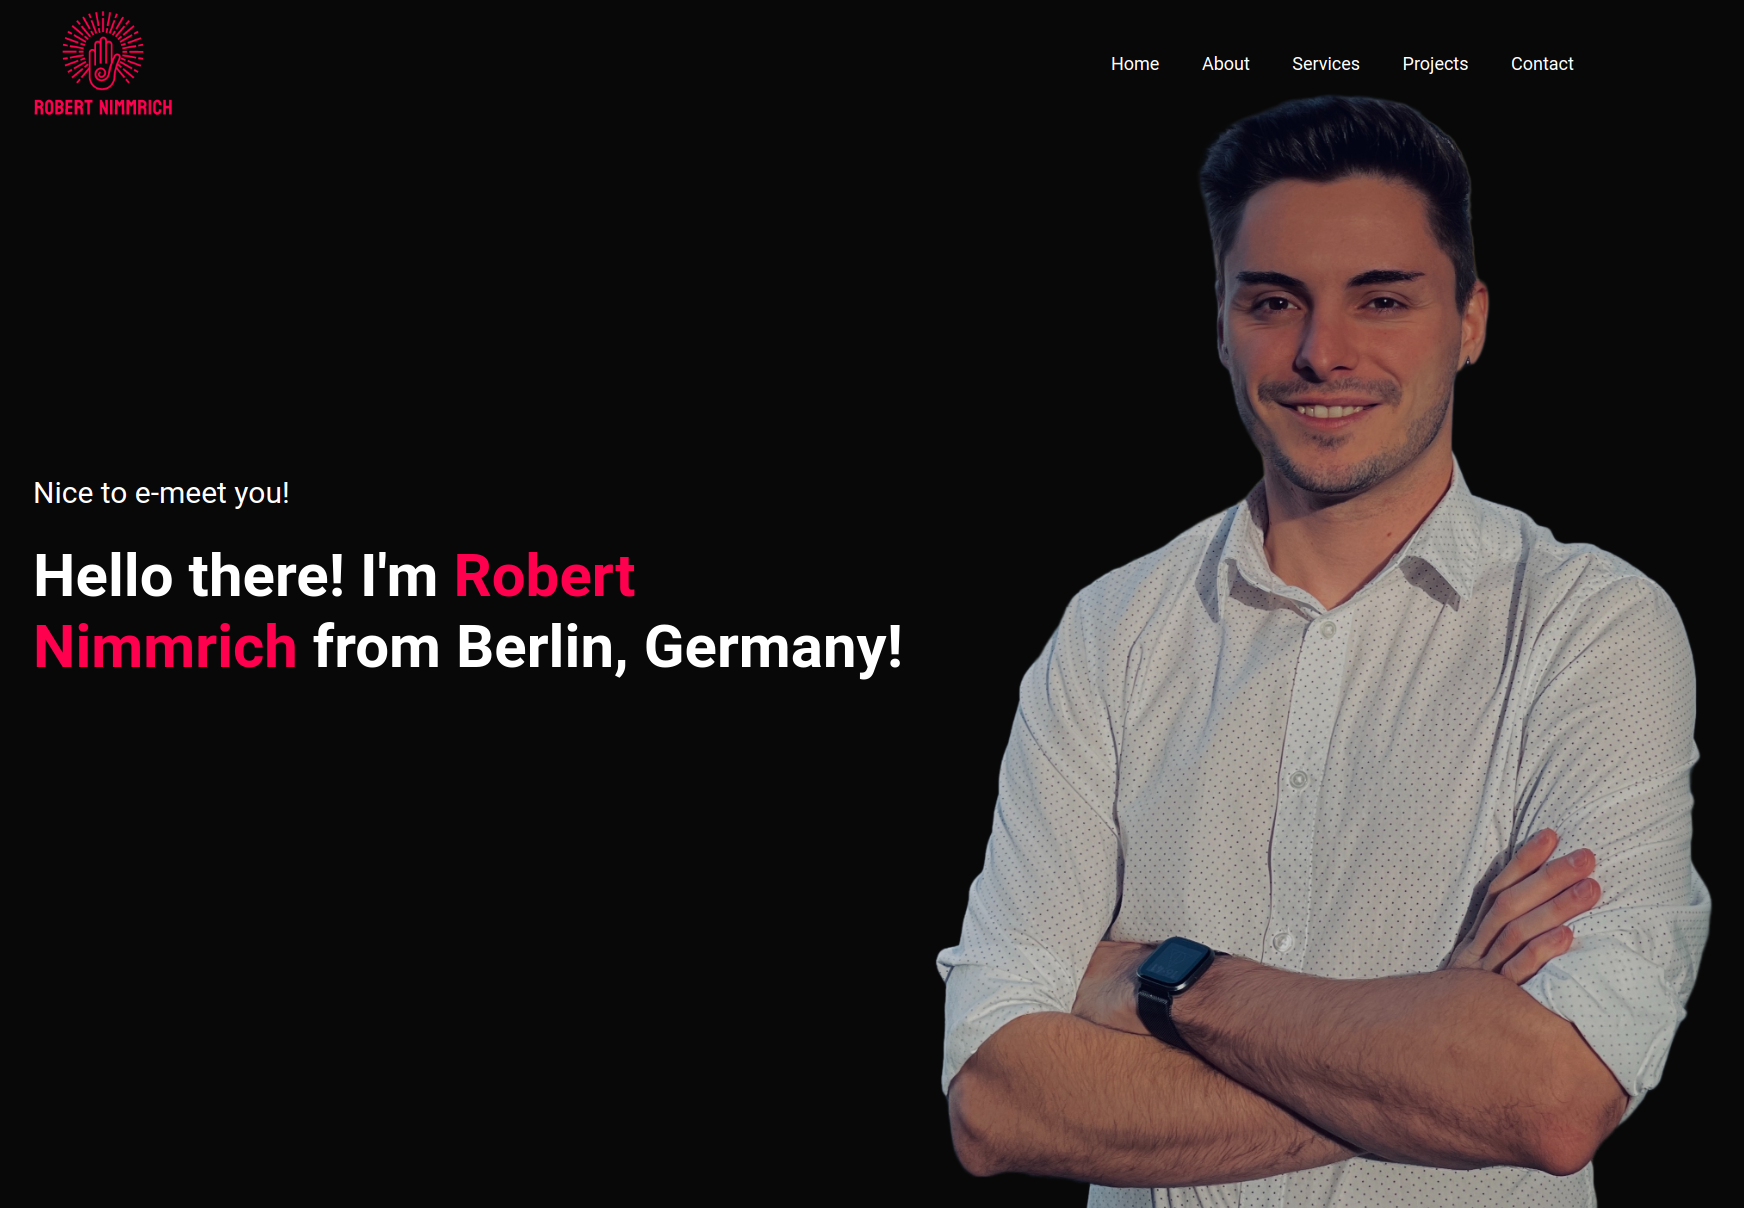 ROBERT NIMMRICH
Home About Services Projects Contact
Nice to e-meet you!
Hello there! I'm Robert
Nimmrich from Berlin, Germany!